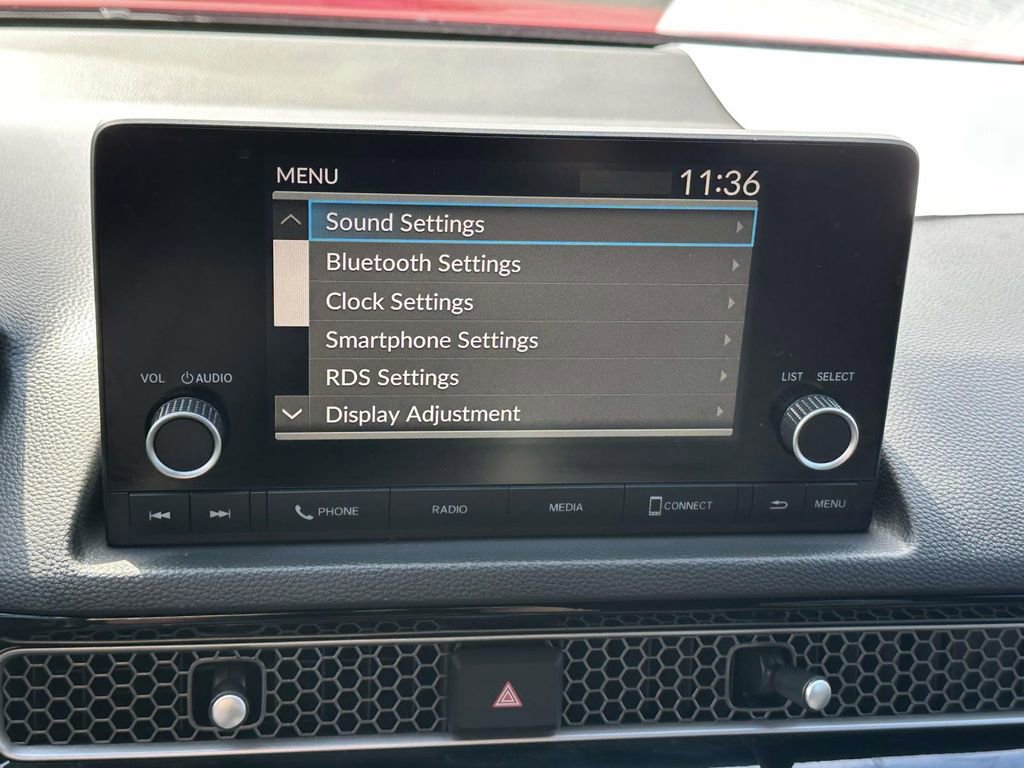 MENU 11:36
Sound Settings
Bluetooth Settings
Clock Settings
Smartphone Settings
RDS Settings
Display Adjustment
VOL AUDIO
LIST SELECT
PHONE RADIO MEDIA CONNECT MENU